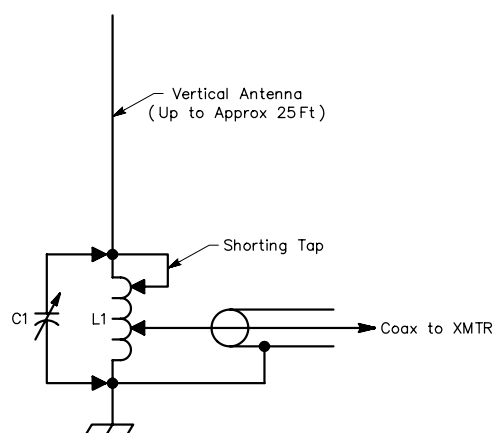 Vertical Antenna
(Up to Approx 25 Ft)
Shorting Tap
C1
L1
Coax to XMTR